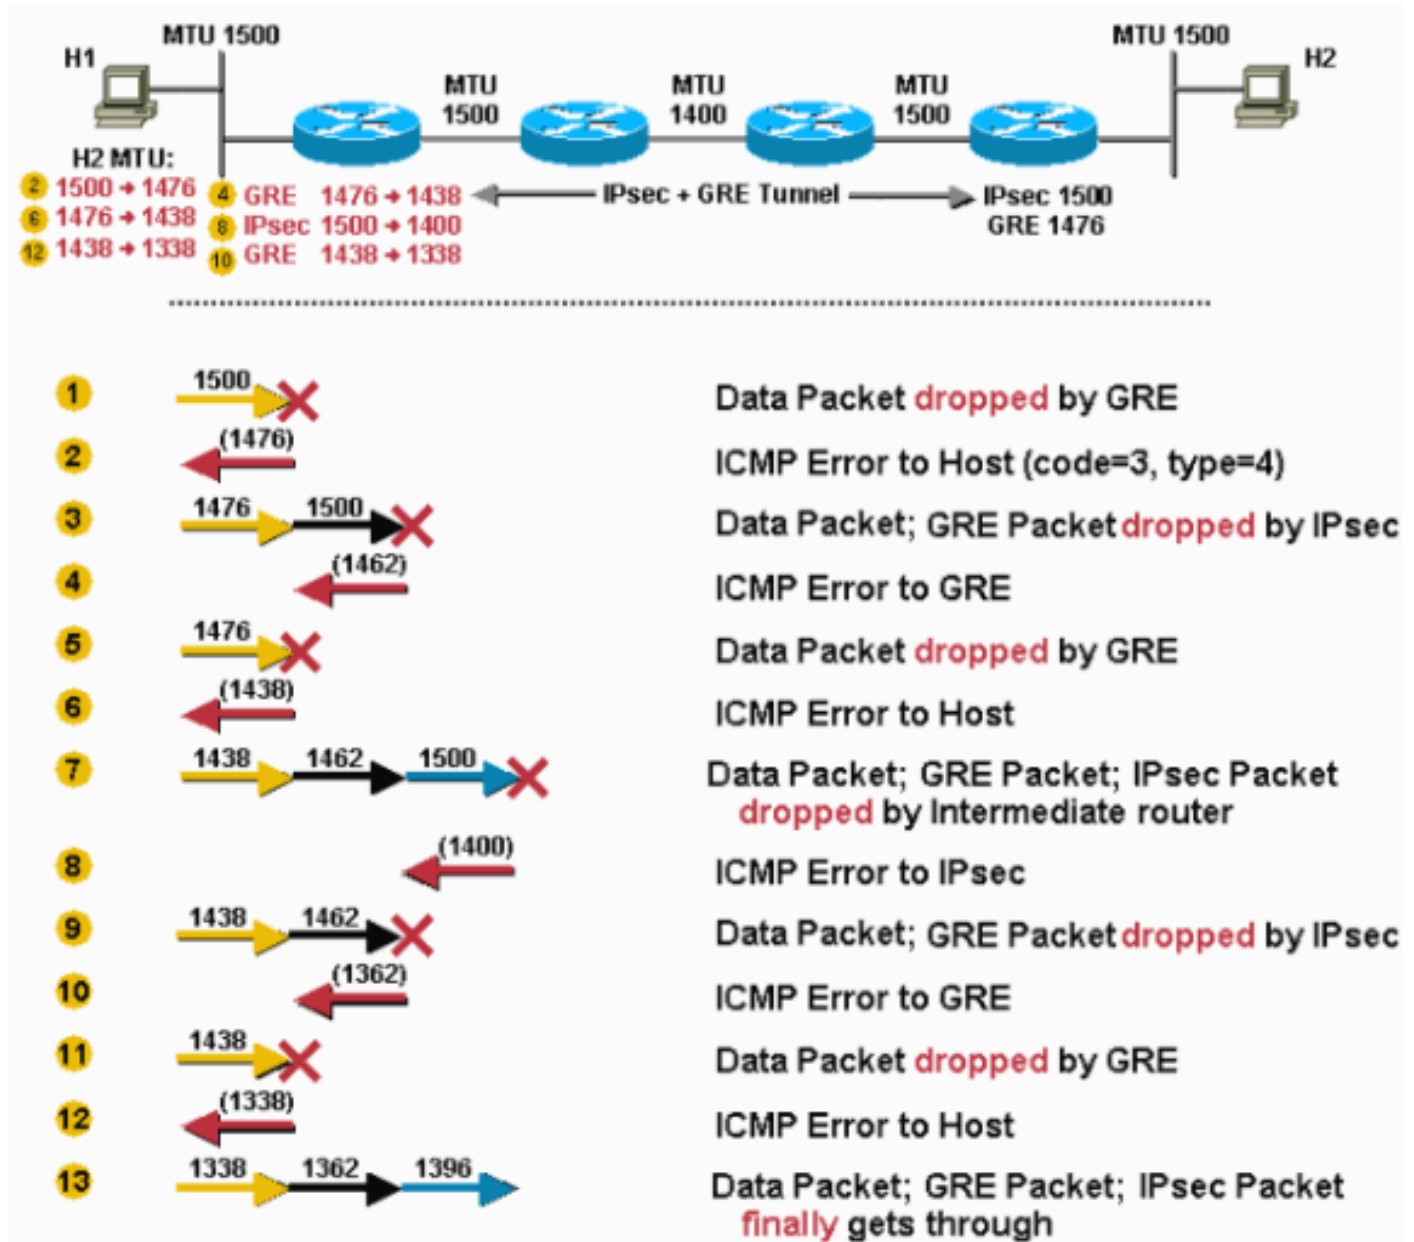 MTU 1500
MTU 1500
H1
H2
MTU
1500
MTU
1400
MTU
1500
H2 MTU:
2 1500 → 1476
6 1476 → 1438
12 1438 → 1338
4 GRE 1476 → 1438
8 IPsec 1500 → 1400
10 GRE 1438 → 1338
IPsec + GRE Tunnel
IPsec 1500
GRE 1476
1 1500 Data Packet dropped by GRE
2 (1476) ICMP Error to Host (code=3, type=4)
3 1476 1500 Data Packet; GRE Packet dropped by IPsec
4 (1462) ICMP Error to GRE
5 1476 Data Packet dropped by GRE
6 (1438) ICMP Error to Host
7 1438 1462 1500 Data Packet; GRE Packet; IPsec Packet
dropped by Intermediate router
8 (1400) ICMP Error to IPsec
9 1438 1462 Data Packet; GRE Packet dropped by IPsec
10 (1362) ICMP Error to GRE
11 1438 Data Packet dropped by GRE
12 (1338) ICMP Error to Host
13 1338 1362 1396 Data Packet; GRE Packet; IPsec Packet
finally gets through